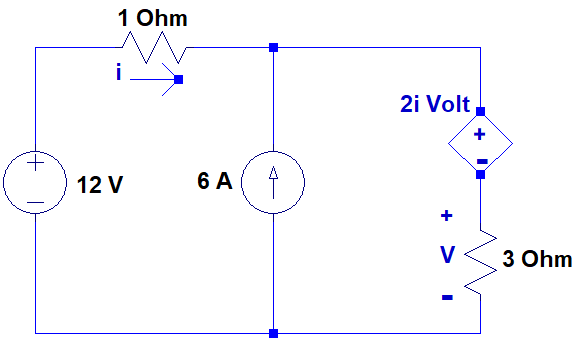 1 Ohm
i
2i Volt
+
-
+
-
12 V
6 A
+
V
-
3 Ohm